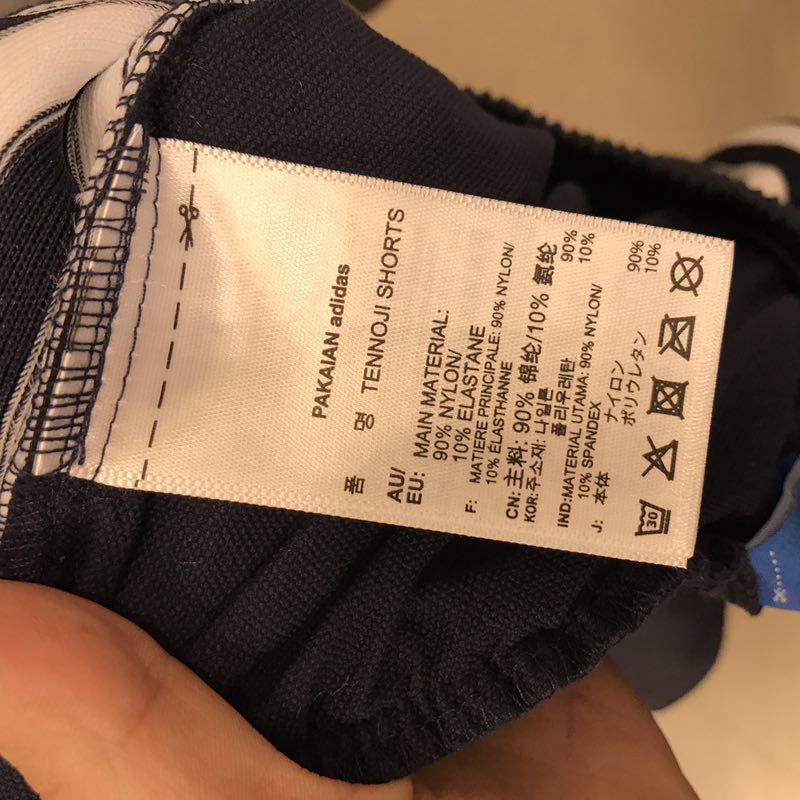 PAKAIAN adidas
품 명 TENNOJI SHORTS
AU/
EU: MAIN MATERIAL:
90% NYLON/
10% ELASTANE
F: MATIERE PRINCIPALE: 90% NYLON/
10% ÉLASTHANNE
CN: 主料: 90% 锦纶/10% 氨纶
KOR: 주소재: 나일론 90%
폴리우레탄 10%
IND: MATERIAL UTAMA: 90% NYLON/
10% SPANDEX
J: 本体 ナイロン 90%
ポリウレタン 10%
30